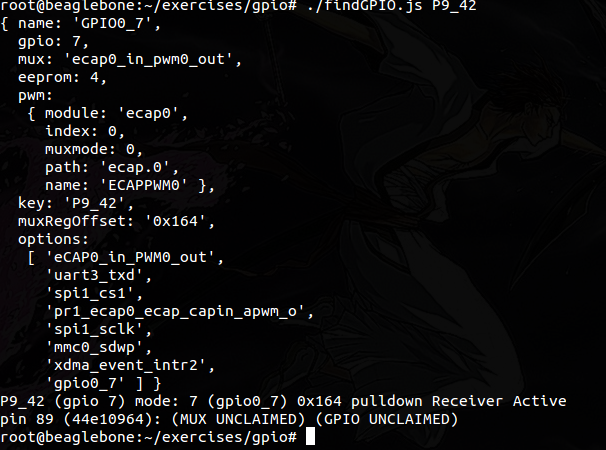 root@beaglebone:~/exercises/gpio# ./findGPIO.js P9_42
{ name: 'GPIO0_7',
  gpio: 7,
  mux: 'ecap0_in_pwm0_out',
  eeprom: 4,
  pwm:
   { module: 'ecap0',
     index: 0,
     muxmode: 0,
     path: 'ecap.0',
     name: 'ECAPPWM0' },
  key: 'P9_42',
  muxRegOffset: '0x164',
  options:
   [ 'eCAP0_in_PWM0_out',
     'uart3_txd',
     'spi1_cs1',
     'pr1_ecap0_ecap_capin_apwm_o',
     'spi1_sclk',
     'mmc0_sdwp',
     'xdma_event_intr2',
     'gpio0_7' ] }
P9_42 (gpio 7) mode: 7 (gpio0_7) 0x164 pulldown Receiver Active
pin 89 (44e10964): (MUX UNCLAIMED) (GPIO UNCLAIMED)
root@beaglebone:~/exercises/gpio#